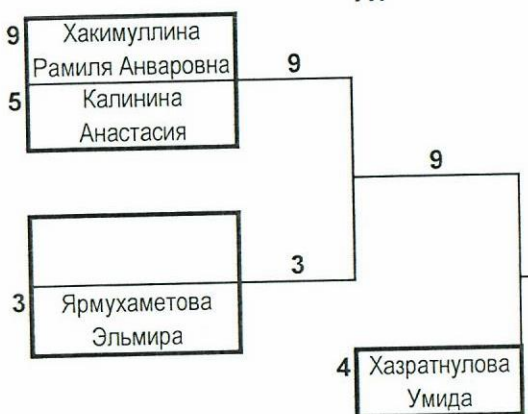 9 Хакимуллина
Рамиля Анваровна
9
5 Калинина
Анастасия
9
3
3 Ярмухаметова
Эльмира
4 Хазратнулова
Умида